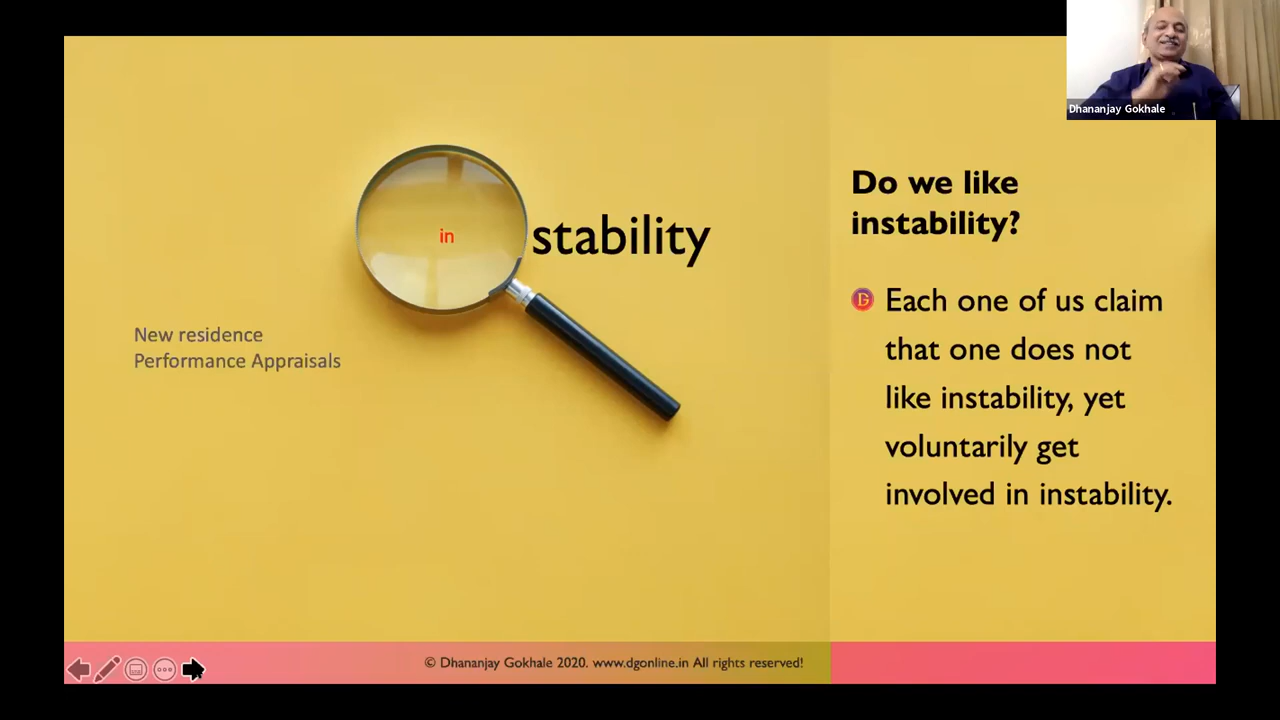 Dhananjay Gokhale
in stability
New residence
Performance Appraisals
Do we like
instability?
Each one of us claim
that one does not
like instability, yet
voluntarily get
involved in instability.
© Dhananjay Gokhale 2020. www.dgonline.in All rights reserved!